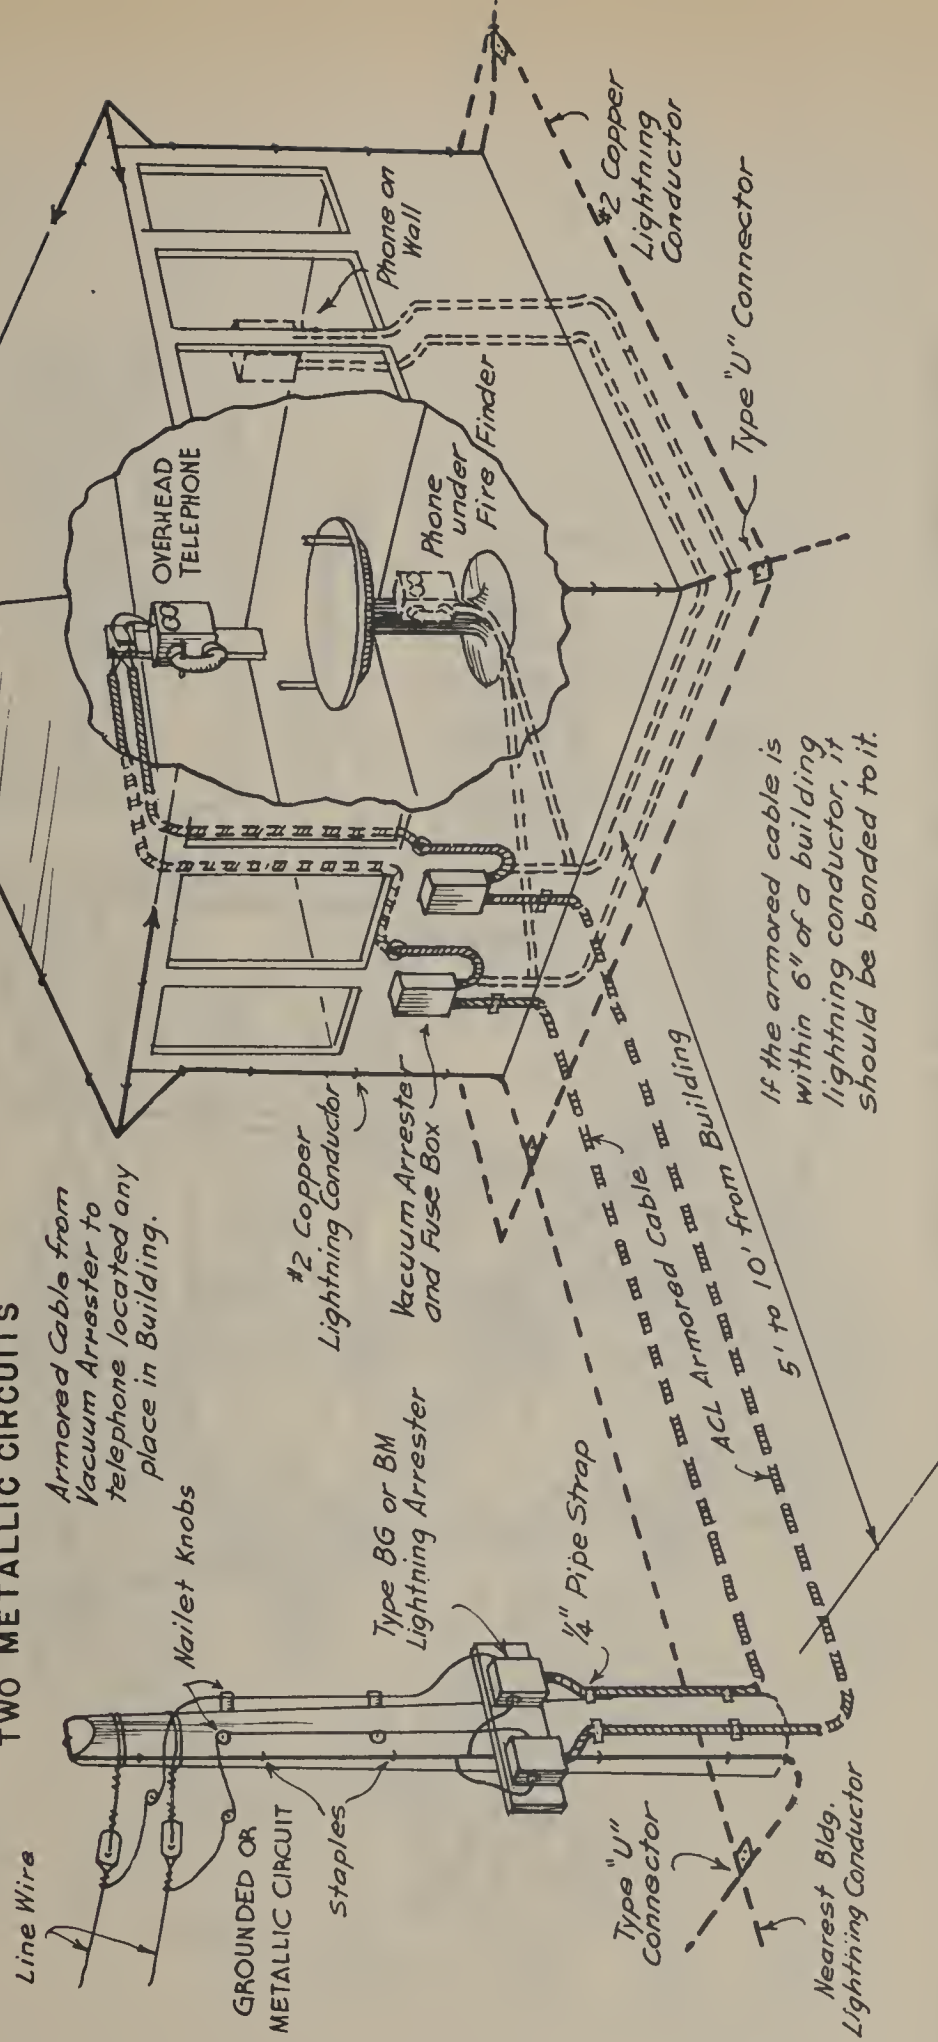 TWO METALLIC CIRCUITS
Line Wire
Nailet Knobs
GROUNDED OR
METALLIC CIRCUIT
Staples
Armored Cable from
Vacuum Arrester to
telephone located any
place in Building.
Type BG or BM
Lightning Arrester
1/4" Pipe Strap
Type "U"
Connector
Nearest Bldg.
Lightning Conductor
#2 Copper
Lightning Conductor
Vacuum Arrester
and Fuse Box
ACL Armored Cable
5' to 10' from Building
OVERHEAD
TELEPHONE
Phone
under
Fire Finder
Phone on
Wall
#2 Copper
Lightning
Conductor
Type "U" Connector
If the armored cable is
within 6" of a building
lightning conductor, it
should be bonded to it.